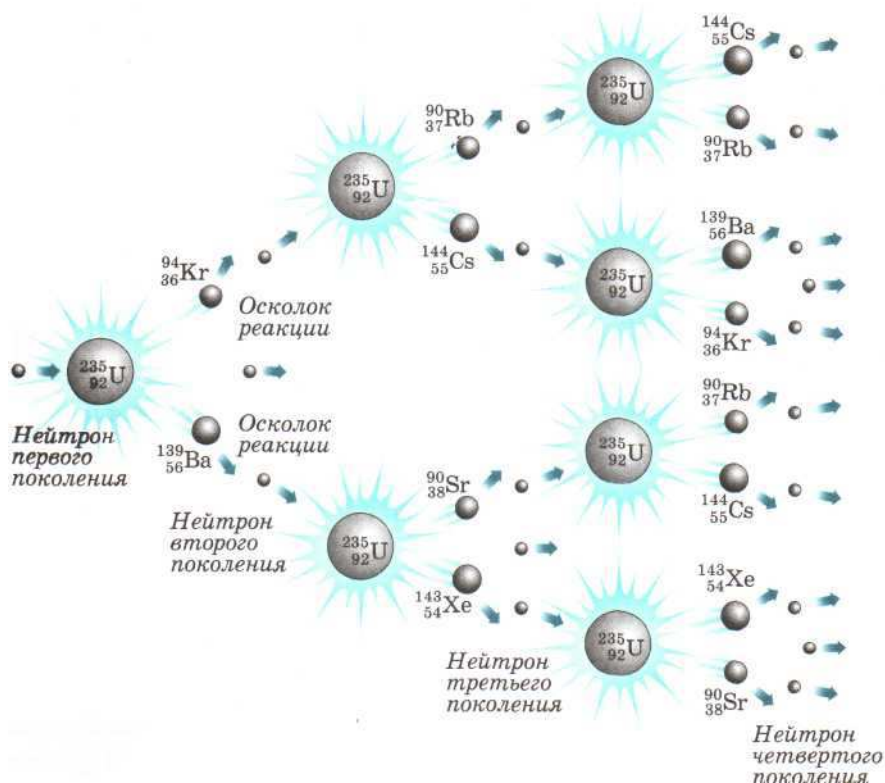 ²³⁵₉₂U
Нейтрон
первого
поколения
⁹⁴₃₆Kr
Осколок
реакции
Осколок
реакции
¹³⁹₅₆Ba
Нейтрон
второго
поколения
²³⁵₉₂U
²³⁵₉₂U
⁹⁰₃₇Rb
¹⁴⁴₅₅Cs
⁹⁰₃₈Sr
¹⁴³₅₄Xe
Нейтрон
третьего
поколения
²³⁵₉₂U
²³⁵₉₂U
²³⁵₉₂U
²³⁵₉₂U
¹⁴⁴₅₅Cs
⁹⁰₃₇Rb
¹³⁹₅₆Ba
⁹⁴₃₆Kr
⁹⁰₃₇Rb
¹⁴⁴₅₅Cs
¹⁴³₅₄Xe
⁹⁰₃₈Sr
Нейтрон
четвертого
поколения